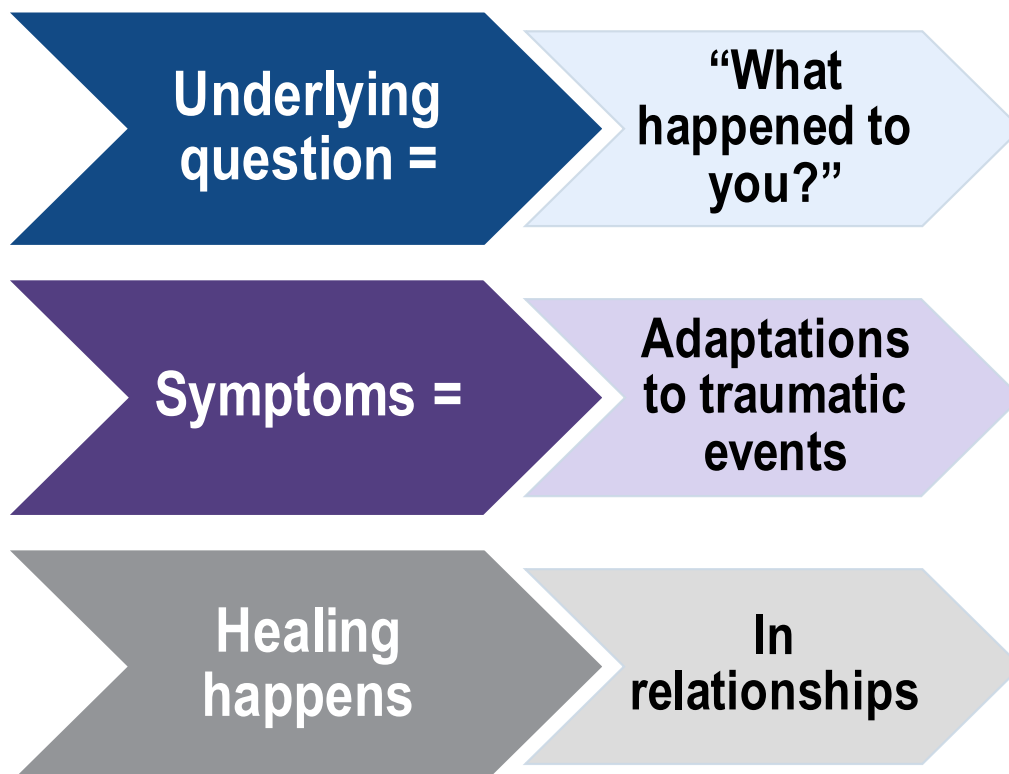 Underlying
question =
“What
happened to
you?”
Symptoms =
Adaptations
to traumatic
events
Healing
happens
In
relationships